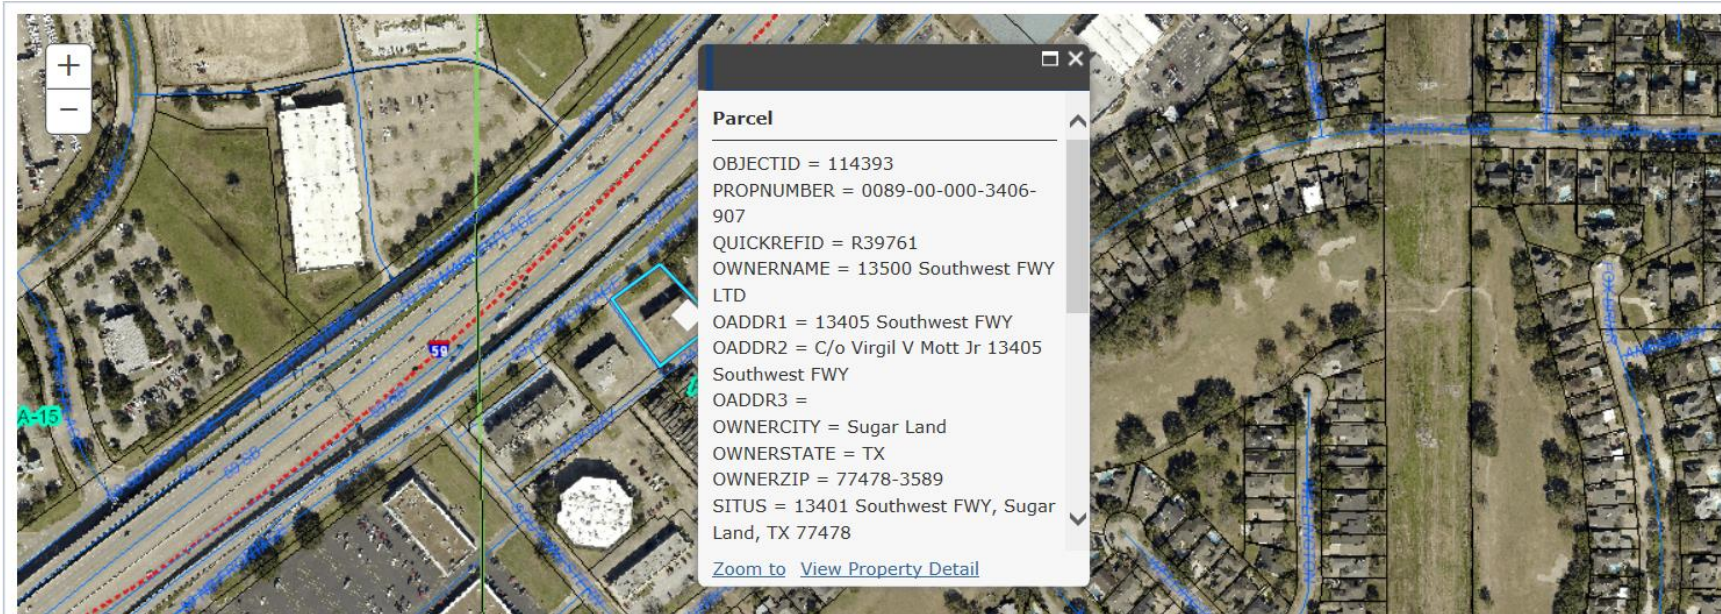 +
−
Parcel
OBJECTID = 114393
PROPNUMBER = 0089-00-000-3406-
907
QUICKREFID = R39761
OWNERNAME = 13500 Southwest FWY
LTD
OADDR1 = 13405 Southwest FWY
OADDR2 = C/o Virgil V Mott Jr 13405
Southwest FWY
OADDR3 =
OWNERCITY = Sugar Land
OWNERSTATE = TX
OWNERZIP = 77478-3589
SITUS = 13401 Southwest FWY, Sugar
Land, TX 77478
Zoom to View Property Detail
59
A-15
59 SB